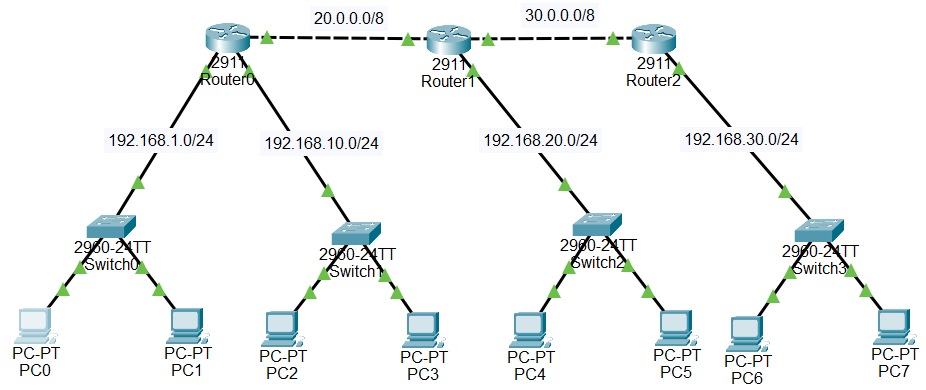 20.0.0.0/8
30.0.0.0/8
2911
Router0
2911
Router1
2911
Router2
192.168.1.0/24
192.168.10.0/24
192.168.20.0/24
192.168.30.0/24
2960-24TT
Switch0
2960-24TT
Switch1
2960-24TT
Switch2
2960-24TT
Switch3
PC-PT
PC0
PC-PT
PC1
PC-PT
PC2
PC-PT
PC3
PC-PT
PC4
PC-PT
PC5
PC-PT
PC6
PC-PT
PC7